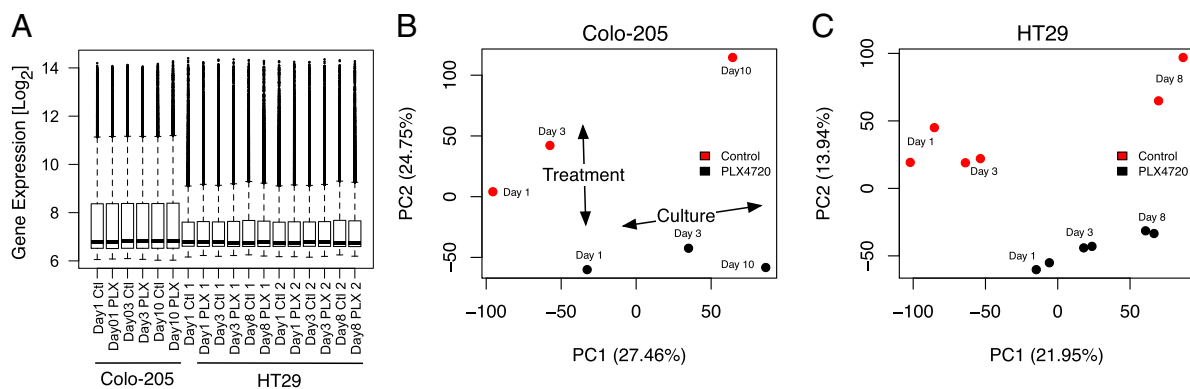 A
Gene Expression [Log2]
14
12
10
8
6
Day1 Ctl
Day01 PLX
Day03 Ctl
Day3 PLX
Day10 Ctl
Day10 PLX
Day1 Ctl 1
Day1 PLX 1
Day3 Ctl 1
Day3 PLX 1
Day8 Ctl 1
Day8 PLX 1
Day1 Ctl 2
Day1 PLX 2
Day3 Ctl 2
Day3 PLX 2
Day8 Ctl 2
Day8 PLX 2
Colo-205
HT29
B
Colo-205
PC2 (24.75%)
100
50
0
−50
Day10
Day 3
Day 1
Treatment
Culture
Control
PLX4720
Day 1
Day 3
Day 10
−100
−50
0
50
PC1 (27.46%)
C
HT29
PC2 (13.94%)
100
50
0
−50
Day 8
Day 1
Day 3
Control
PLX4720
Day 8
Day 3
Day 1
−100
−50
0
50
PC1 (21.95%)